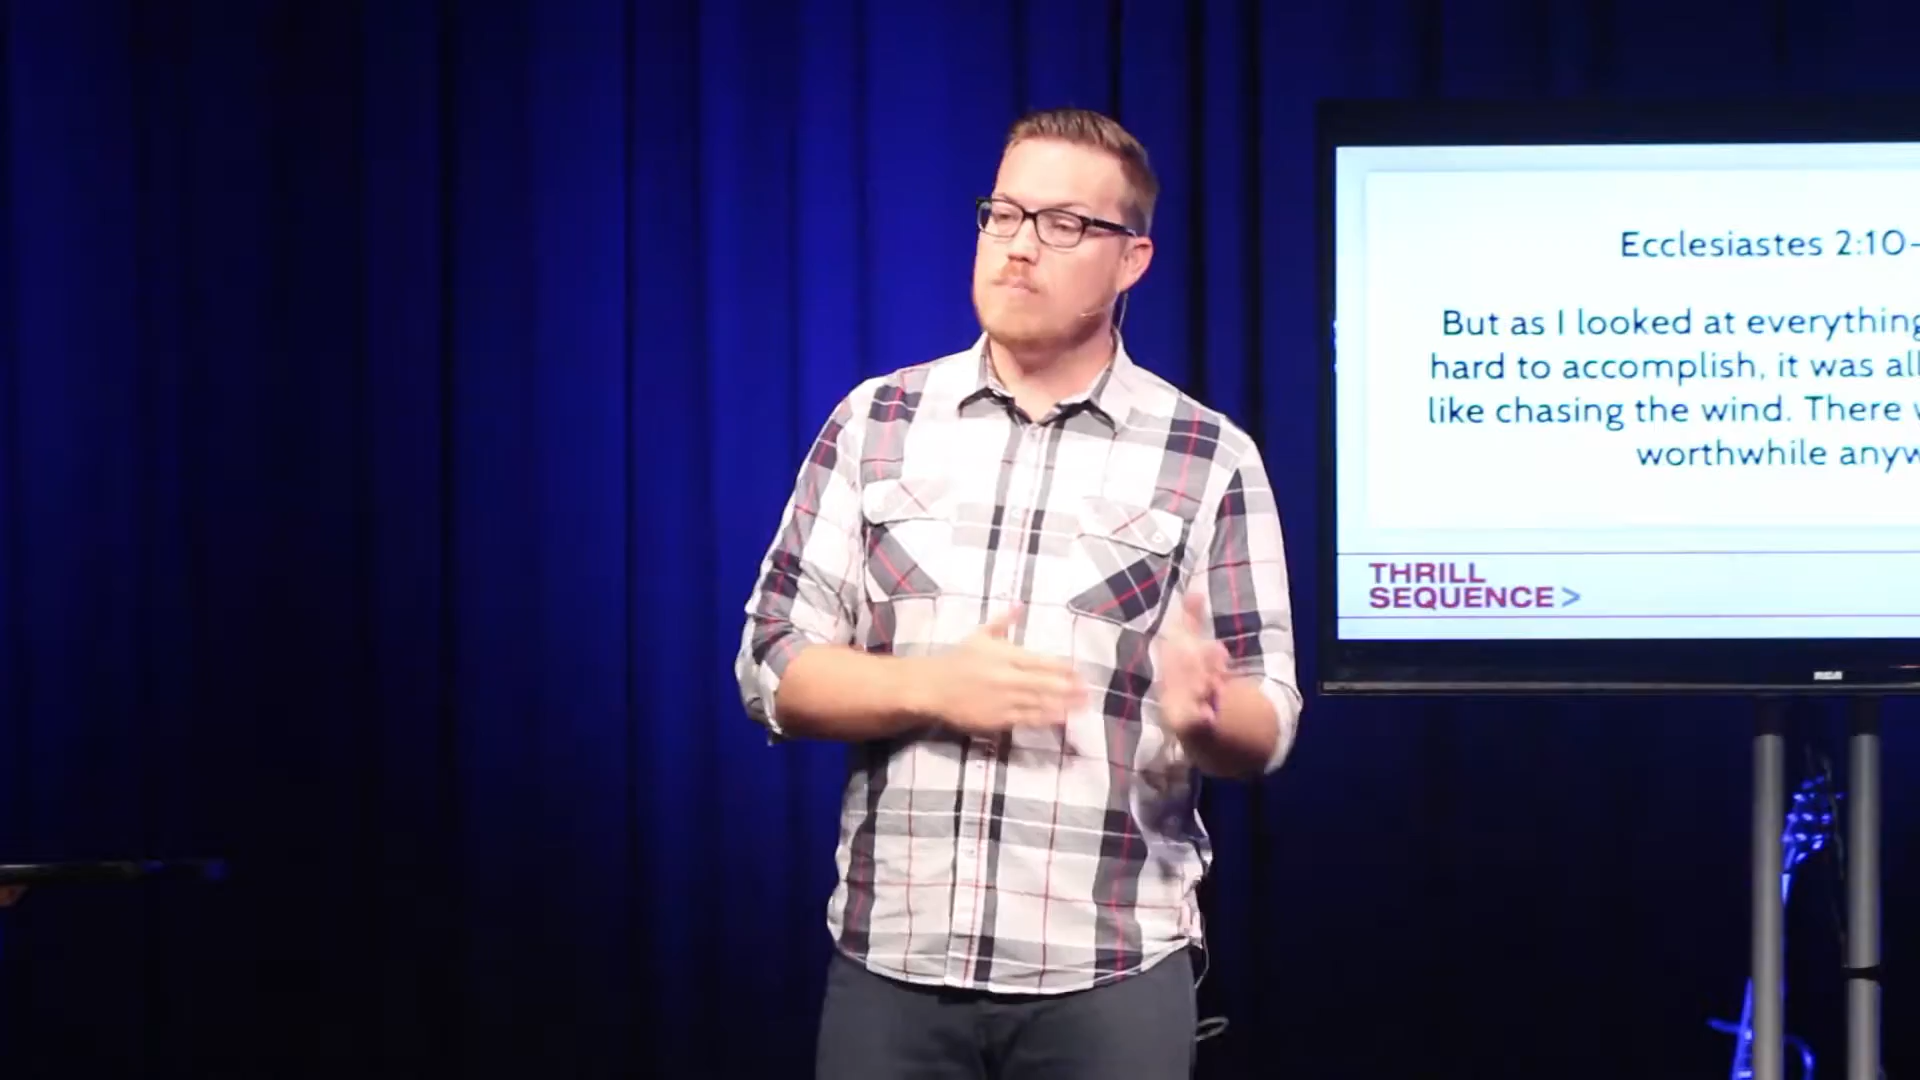 Ecclesiastes 2:10-
But as I looked at everything
hard to accomplish, it was all
like chasing the wind. There
worthwhile
THRILL
SEQUENCE >
RCA